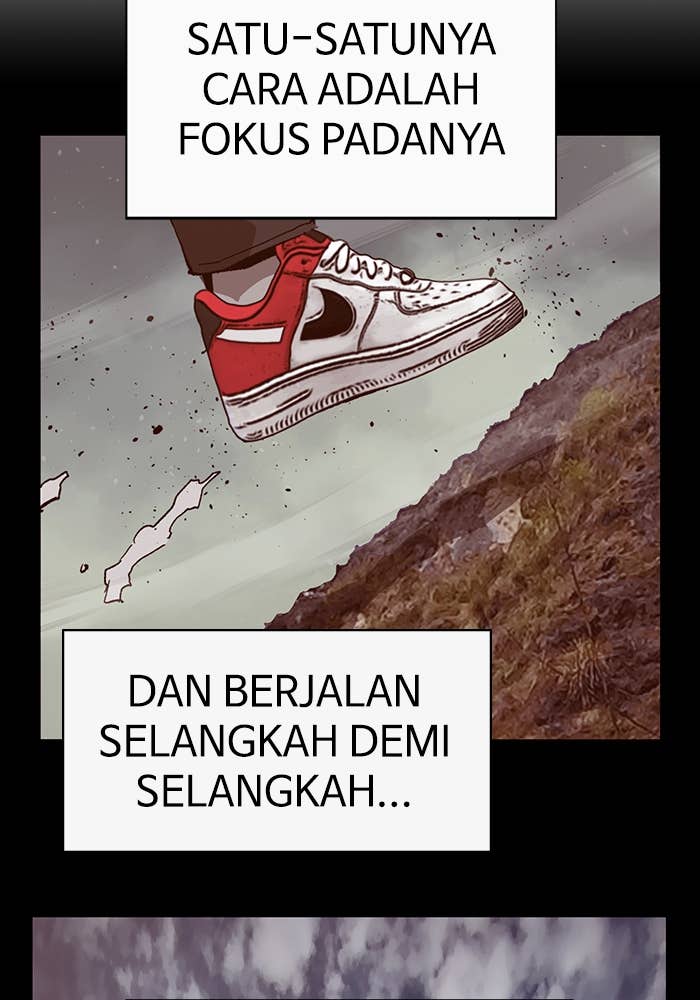 SATU-SATUNYA
CARA ADALAH
FOKUS PADANYA
DAN BERJALAN
SELANGKAH DEMI
SELANGKAH...